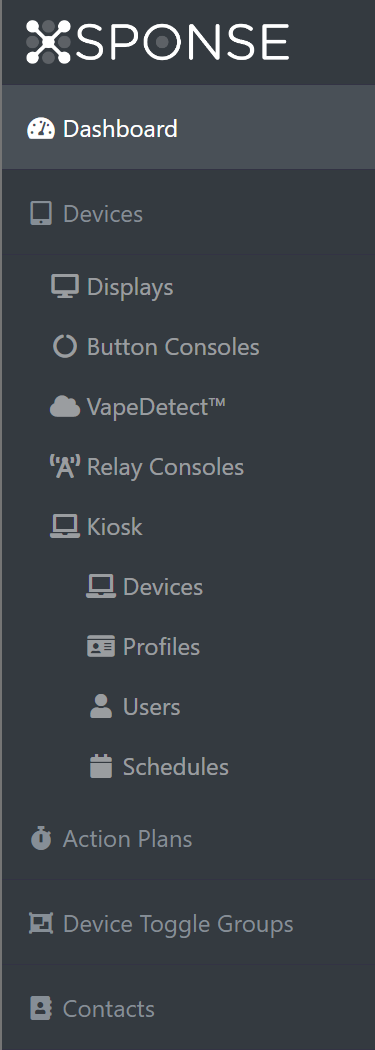 XSPONSE
Dashboard
Devices
Displays
Button Consoles
VapeDetect™
Relay Consoles
Kiosk
Devices
Profiles
Users
Schedules
Action Plans
Device Toggle Groups
Contacts